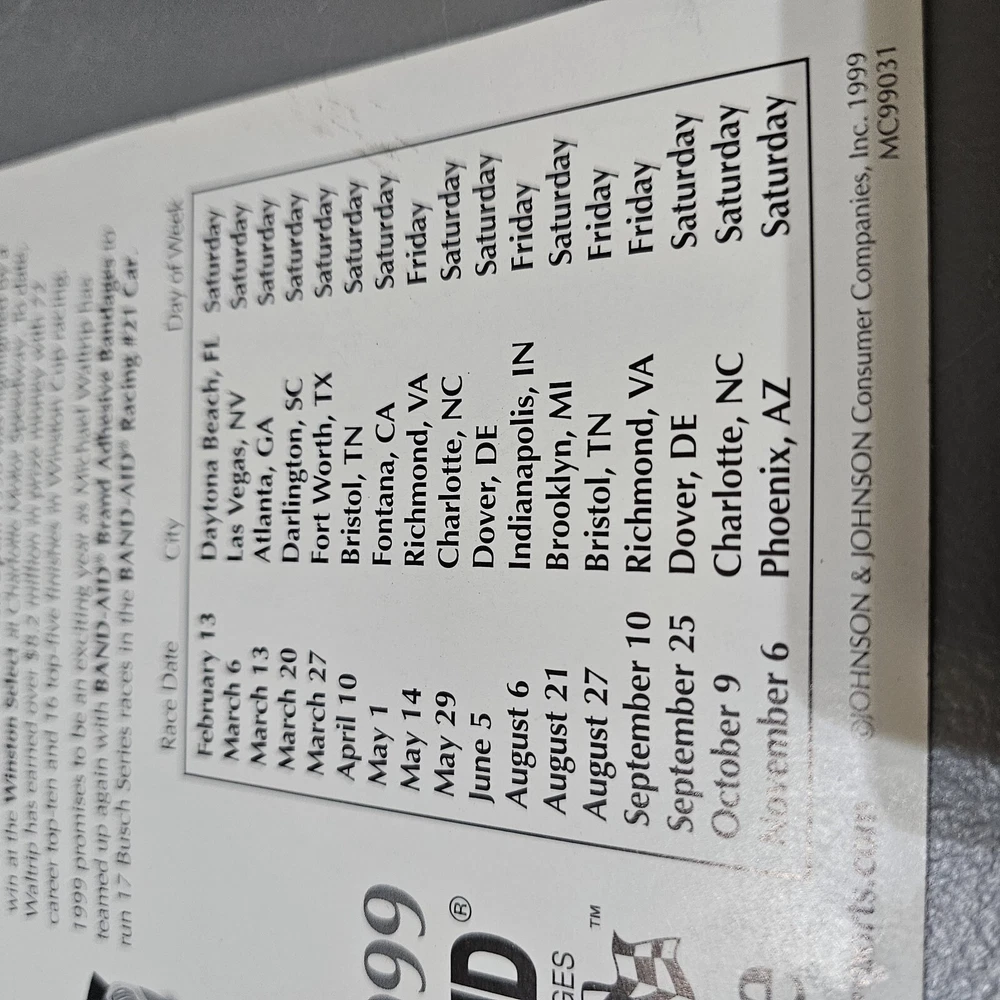 win at the Winston Select at Charlotte Motor Speedway. To date,
Waltrip has earned over $8.2 million in prize money with 22
career top-ten and 16 top-five finishes in Winston Cup racing.
1999 promises to be an exciting year as Michael Waltrip has
teamed up again with BAND-AID® Brand Adhesive Bandages to
run 17 Busch Series races in the BAND-AID® Racing #21 Car.
Race Date City Day of Week
February 13 Daytona Beach, FL Saturday
March 6 Las Vegas, NV Saturday
March 13 Atlanta, GA Saturday
March 20 Darlington, SC Saturday
March 27 Fort Worth, TX Saturday
April 10 Bristol, TN Saturday
May 1 Fontana, CA Saturday
May 14 Richmond, VA Friday
May 29 Charlotte, NC Saturday
June 5 Dover, DE Saturday
August 6 Indianapolis, IN Friday
August 21 Brooklyn, MI Saturday
August 27 Bristol, TN Friday
September 10 Richmond, VA Friday
September 25 Dover, DE Saturday
October 9 Charlotte, NC Saturday
November 6 Phoenix, AZ Saturday
99
ID®
GES
™
orts.com ©JOHNSON & JOHNSON Consumer Companies, Inc. 1999
MC99031